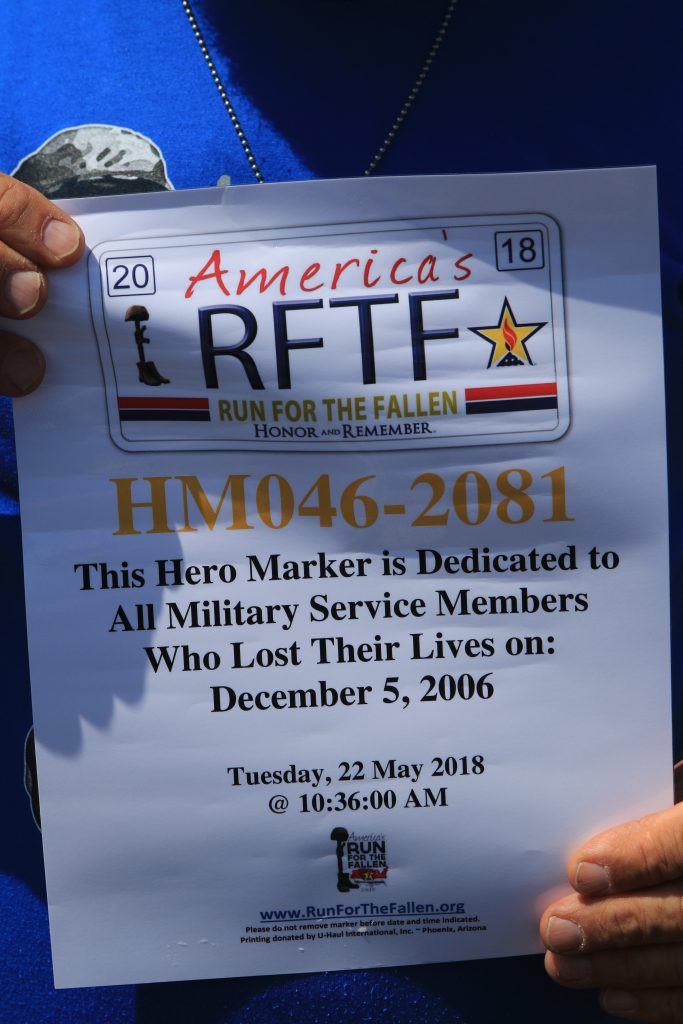 20
America's
18
RFTF
RUN FOR THE FALLEN
HONOR AND REMEMBER
HM046-2081
This Hero Marker is Dedicated to
All Military Service Members
Who Lost Their Lives on:
December 5, 2006
Tuesday, 22 May 2018
@ 10:36:00 AM
America's
RUN
FOR THE
FALLEN
www.RunForTheFallen.org
Please do not remove marker before date and time indicated.
Printing donated by U-Haul International, Inc. ~ Phoenix, Arizona